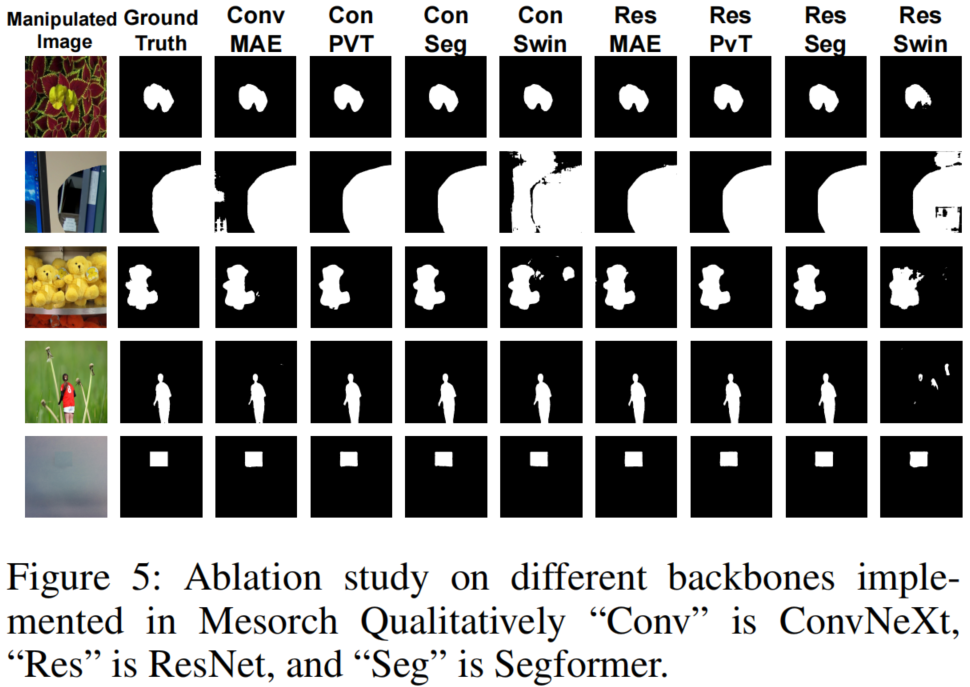 Manipulated Image
Ground Truth
Conv MAE
Con PVT
Con Seg
Con Swin
Res MAE
Res PvT
Res Seg
Res Swin
Figure 5: Ablation study on different backbones imple-
mented in Mesorch Qualitatively “Conv” is ConvNeXt,
“Res” is ResNet, and “Seg” is Segformer.